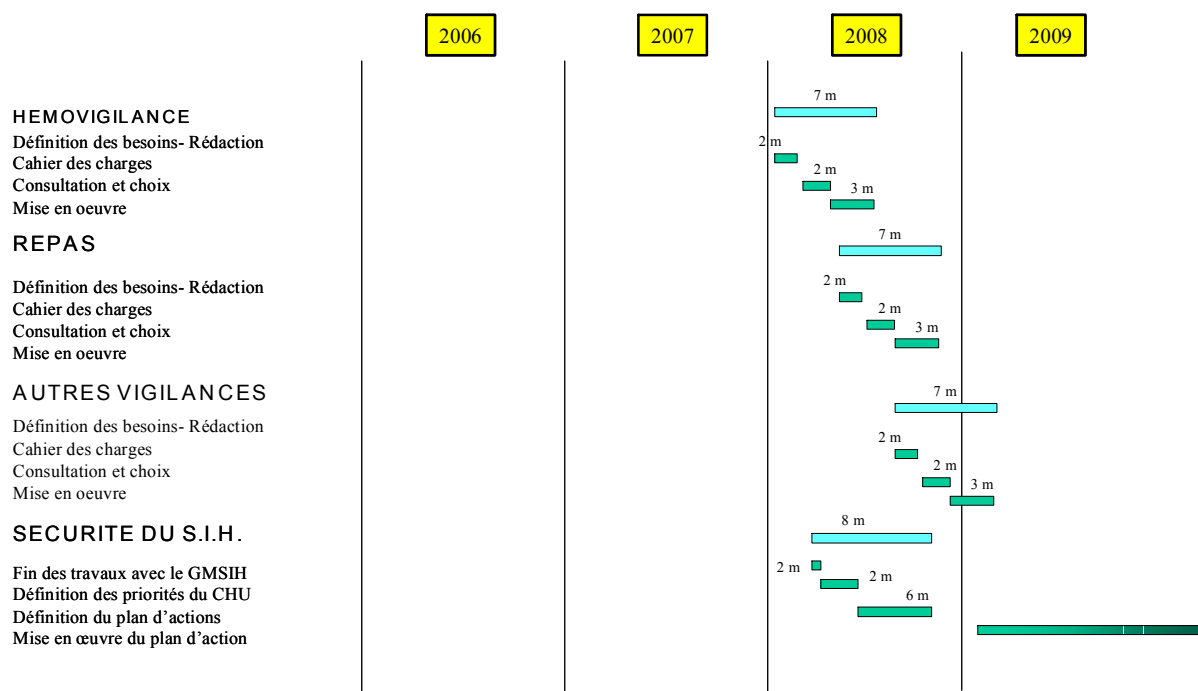 2006 2007 2008 2009
HEMOVIGILANCE
7 m
Définition des besoins- Rédaction
2 m
Cahier des charges
2 m
Consultation et choix
3 m
Mise en oeuvre
REPAS
7 m
Définition des besoins- Rédaction
2 m
Cahier des charges
2 m
Consultation et choix
3 m
Mise en oeuvre
AUTRES VIGILANCES
7 m
Définition des besoins- Rédaction
2 m
Cahier des charges
2 m
Consultation et choix
3 m
Mise en oeuvre
SECURITE DU S.I.H.
8 m
Fin des travaux avec le GMSIH
2 m
Définition des priorités du CHU
2 m
Définition du plan d’actions
6 m
Mise en œuvre du plan d’action